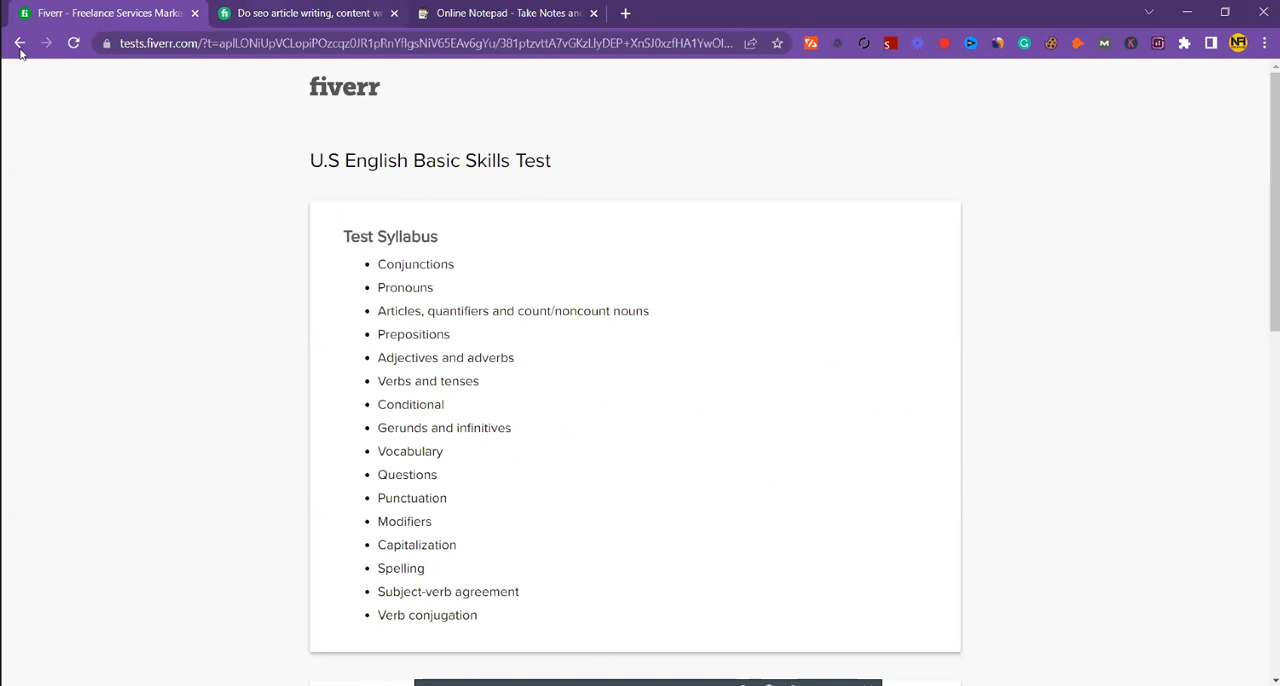 Fiverr - Freelance Services Marke
Do seo article writing, content wr
Online Notepad - Take Notes an
fiverr
U.S English Basic Skills Test
Test Syllabus
Conjunctions
Pronouns
Articles, quantifiers and count/noncount nouns
Prepositions
Adjectives and adverbs
Verbs and tenses
Conditional
Gerunds and infinitives
Vocabulary
Questions
Punctuation
Modifiers
Capitalization
Spelling
Subject-verb agreement
Verb conjugation